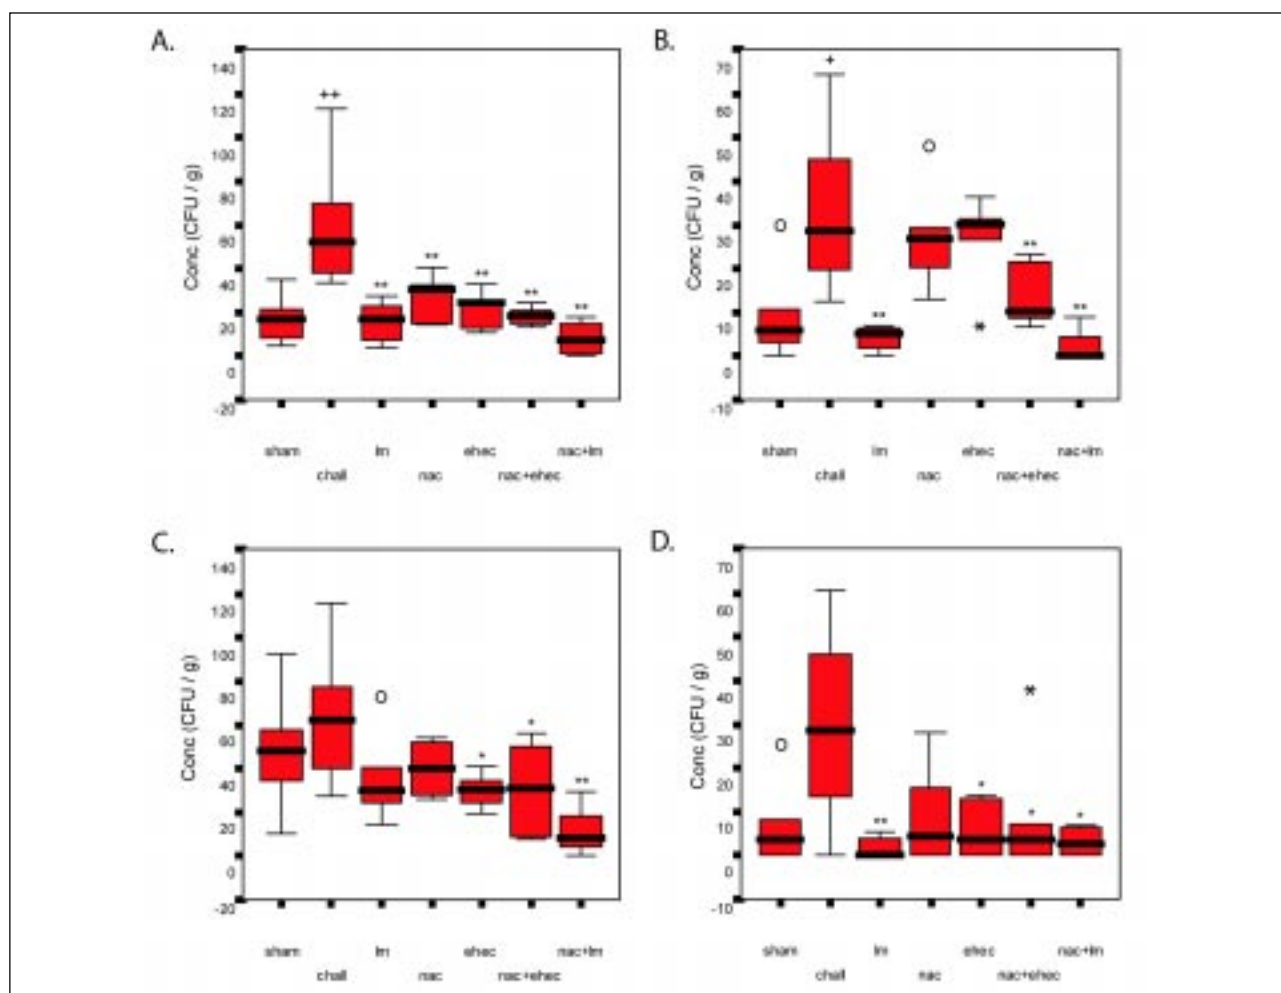 A.
140
120
100
80
60
40
20
0
-20
Conc (CFU / g)
++
**
**
**
**
**
sham
chall
lm
nac
ehec
nac+ehec
nac+lm
B.
70
60
50
40
30
20
10
0
-10
Conc (CFU / g)
+
O
O
*
**
**
**
sham
chall
lm
nac
ehec
nac+ehec
nac+lm
C.
140
120
100
80
60
40
20
0
-20
Conc (CFU / g)
O
*
*
**
sham
chall
lm
nac
ehec
nac+ehec
nac+lm
D.
70
60
50
40
30
20
10
0
-10
Conc (CFU / g)
O
*
**
*
*
*
sham
chall
lm
nac
ehec
nac+ehec
nac+lm